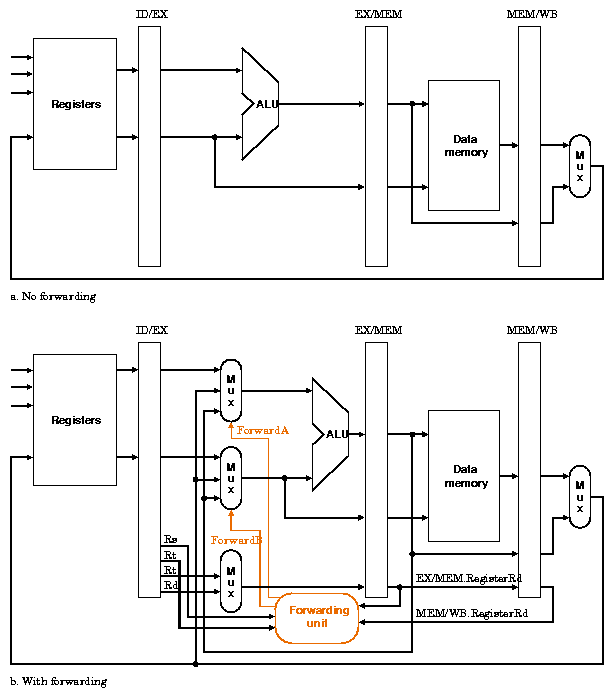 ID/EX
EX/MEM
MEM/WB
Registers
ALU
Data
memory
M
u
x
a. No forwarding
ID/EX
EX/MEM
MEM/WB
M
u
x
Registers
ForwardA
ALU
M
u
x
Data
memory
M
u
x
Rs
ForwardB
Rt
Rt
Rd
M
u
x
EX/MEM.RegisterRd
Forwarding
unit
MEM/WB.RegisterRd
b. With forwarding